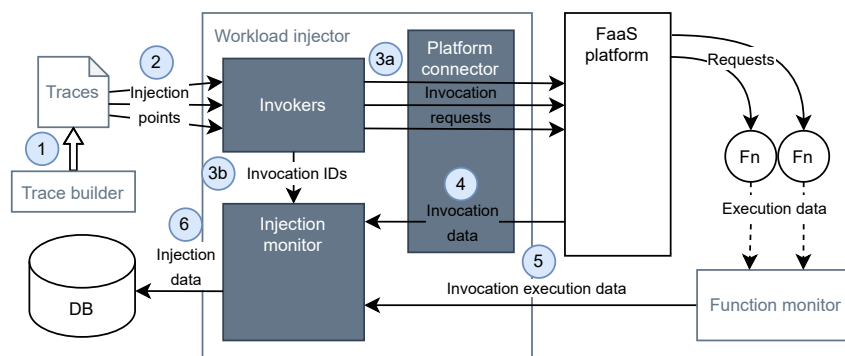 Workload injector
FaaS
platform
Platform
connector
3a
2
Traces
Injection
points
Invokers
Invocation
requests
Requests
1
Fn
Fn
Trace builder
3b
Invocation IDs
4
Execution data
6
Injection
monitor
Invocation
data
Injection
data
5
DB
Invocation execution data
Function monitor